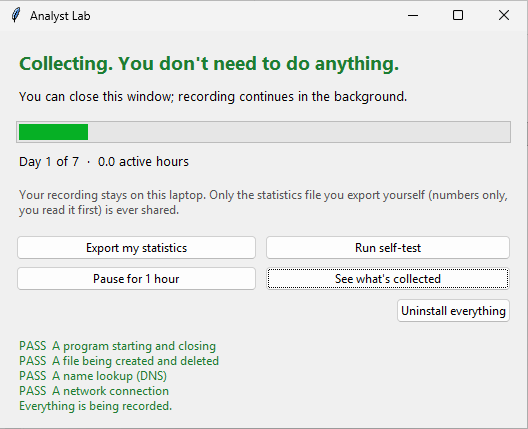 Analyst Lab
Collecting. You don't need to do anything.
You can close this window; recording continues in the background.
Day 1 of 7 · 0.0 active hours
Your recording stays on this laptop. Only the statistics file you export yourself (numbers only,
you read it first) is ever shared.
Export my statistics
Run self-test
Pause for 1 hour
See what's collected
Uninstall everything
PASS A program starting and closing
PASS A file being created and deleted
PASS A name lookup (DNS)
PASS A network connection
Everything is being recorded.